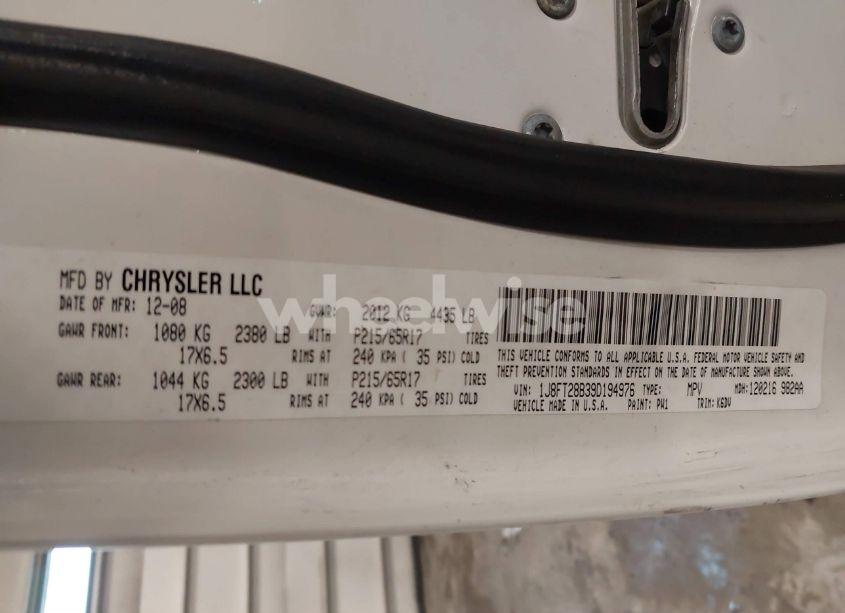 MFD BY CHRYSLER LLC
DATE OF MFR: 12-08 GVWR: 2012 KG 4435 LB
GAWR FRONT: 1080 KG 2380 LB WITH P215/65R17 TIRES
17X6.5 RIMS AT 240 KPA ( 35 PSI) COLD
GAWR REAR: 1044 KG 2300 LB WITH P215/65R17 TIRES
17X6.5 RIMS AT 240 KPA ( 35 PSI) COLD
THIS VEHICLE CONFORMS TO ALL APPLICABLE U.S.A. FEDERAL MOTOR VEHICLE SAFETY AND
THEFT PREVENTION STANDARDS IN EFFECT ON THE DATE OF MANUFACTURE SHOWN ABOVE.
VIN: 1J8FT28B39D194976 TYPE: MPV MDH: 120216 982AA
VEHICLE MADE IN U.S.A. PAINT: PW1 TRIM: K6DV
wheelwise